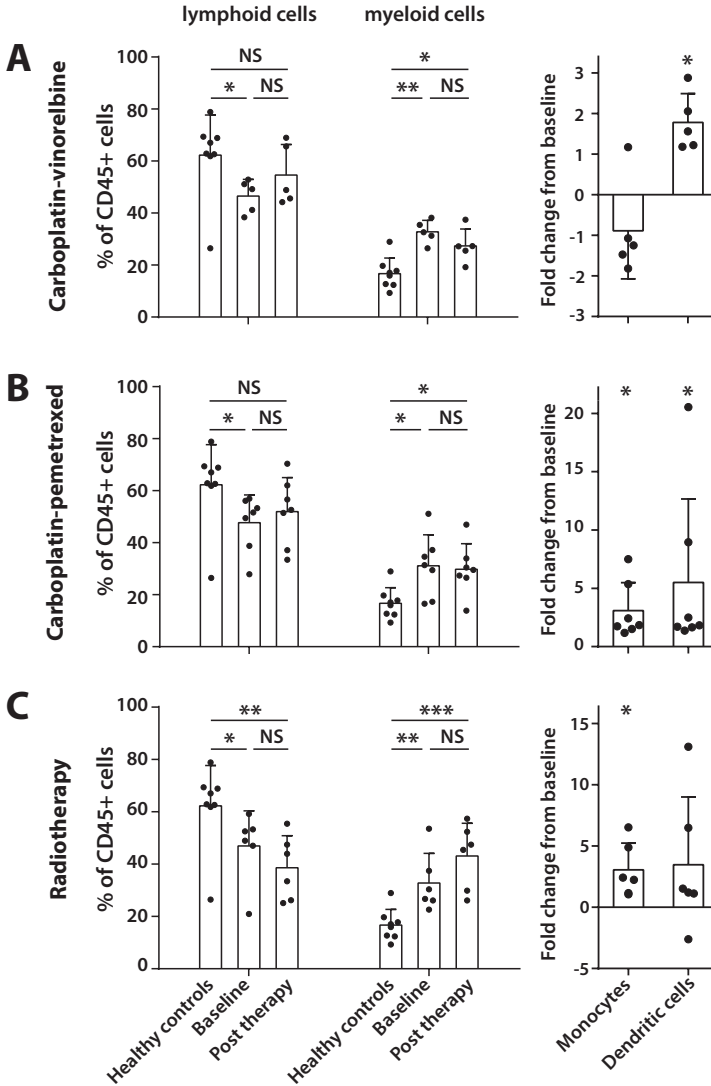 lymphoid cells
myeloid cells
A
Carboplatin-vinorelbine
% of CD45+ cells
100
80
60
40
20
0
NS
*
NS
*
**
NS
Fold change from baseline
3
2
1
0
-1
-2
-3
*
B
Carboplatin-pemetrexed
% of CD45+ cells
100
80
60
40
20
0
NS
*
NS
*
*
NS
Fold change from baseline
20
15
10
5
0
*
*
C
Radiotherapy
% of CD45+ cells
100
80
60
40
20
0
**
*
NS
***
**
NS
Fold change from baseline
15
10
5
0
-5
*
Healthy controls
Baseline
Post therapy
Healthy controls
Baseline
Post therapy
Monocytes
Dendritic cells